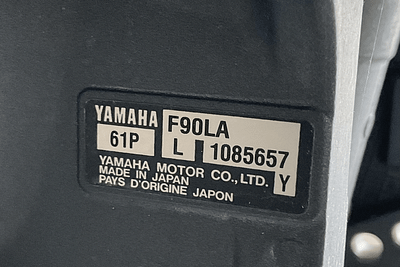 YAMAHA F90LA
61P L 1085657
YAMAHA MOTOR CO., LTD. Y
MADE IN JAPAN
PAYS D'ORIGINE JAPON